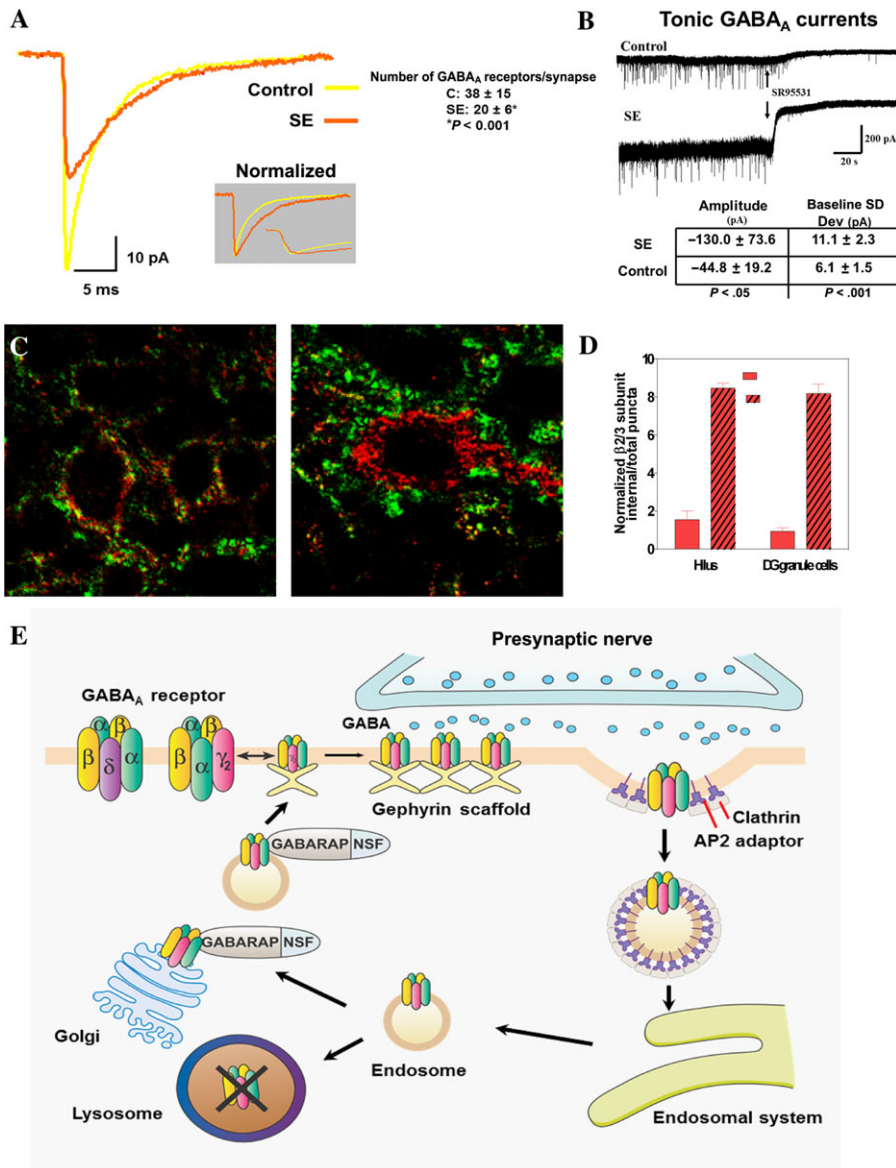 A
Control
SE
Number of GABA_A receptors/synapse
C: 38 ± 15
SE: 20 ± 6*
*P < 0.001
Normalized
10 pA
5 ms
B
Tonic GABA_A currents
Control
SR95531
SE
200 pA
20 s
Amplitude
(pA)
Baseline SD
Dev (pA)
SE
−130.0 ± 73.6
11.1 ± 2.3
Control
−44.8 ± 19.2
6.1 ± 1.5
P < .05
P < .001
C
D
Normalized β2/3 subunit
internal/total puncta
10
8
6
4
2
0
Hilus
DG granule cells
E
Presynaptic nerve
GABA_A receptor
GABA
α β
β δ α
α β
β α γ2
Gephyrin scaffold
Clathrin
AP2 adaptor
GABARAP NSF
GABARAP NSF
Golgi
Endosome
Lysosome
Endosomal system